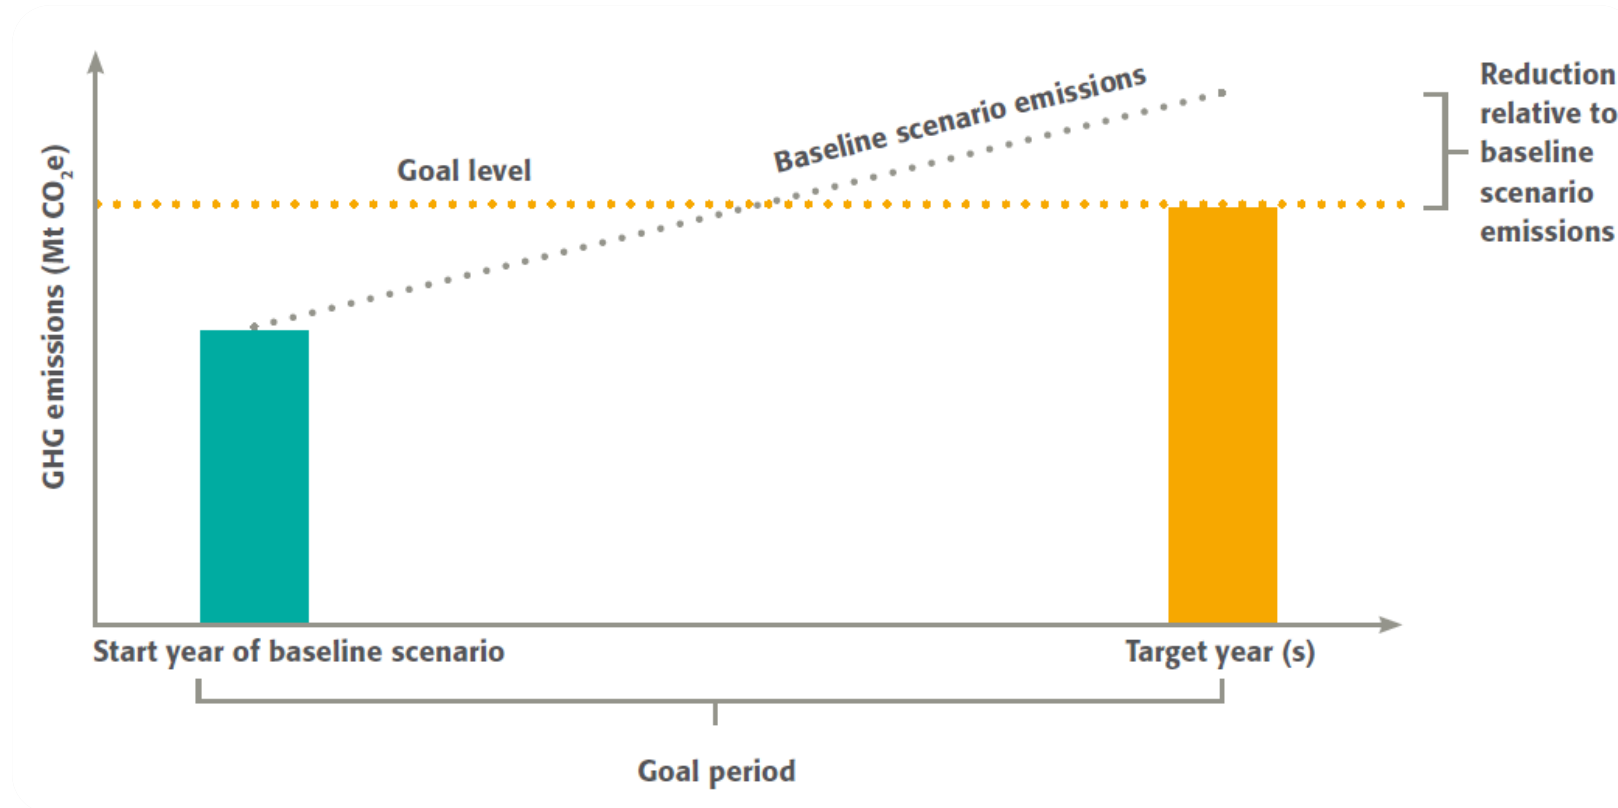 Reduction
relative to
baseline
scenario
emissions
Baseline scenario emissions
Goal level
GHG emissions (Mt CO₂e)
Start year of baseline scenario
Target year (s)
Goal period